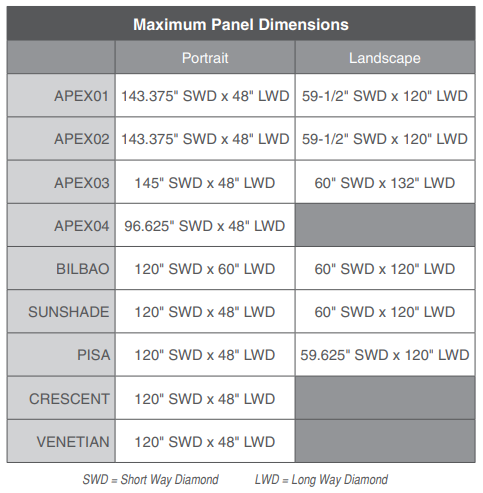 Maximum Panel Dimensions
Portrait Landscape
APEX01 143.375" SWD x 48" LWD 59-1/2" SWD x 120" LWD
APEX02 143.375" SWD x 48" LWD 59-1/2" SWD x 120" LWD
APEX03 145" SWD x 48" LWD 60" SWD x 132" LWD
APEX04 96.625" SWD x 48" LWD
BILBAO 120" SWD x 60" LWD 60" SWD x 120" LWD
SUNSHADE 120" SWD x 48" LWD 60" SWD x 120" LWD
PISA 120" SWD x 48" LWD 59.625" SWD x 120" LWD
CRESCENT 120" SWD x 48" LWD
VENETIAN 120" SWD x 48" LWD
SWD = Short Way Diamond LWD = Long Way Diamond